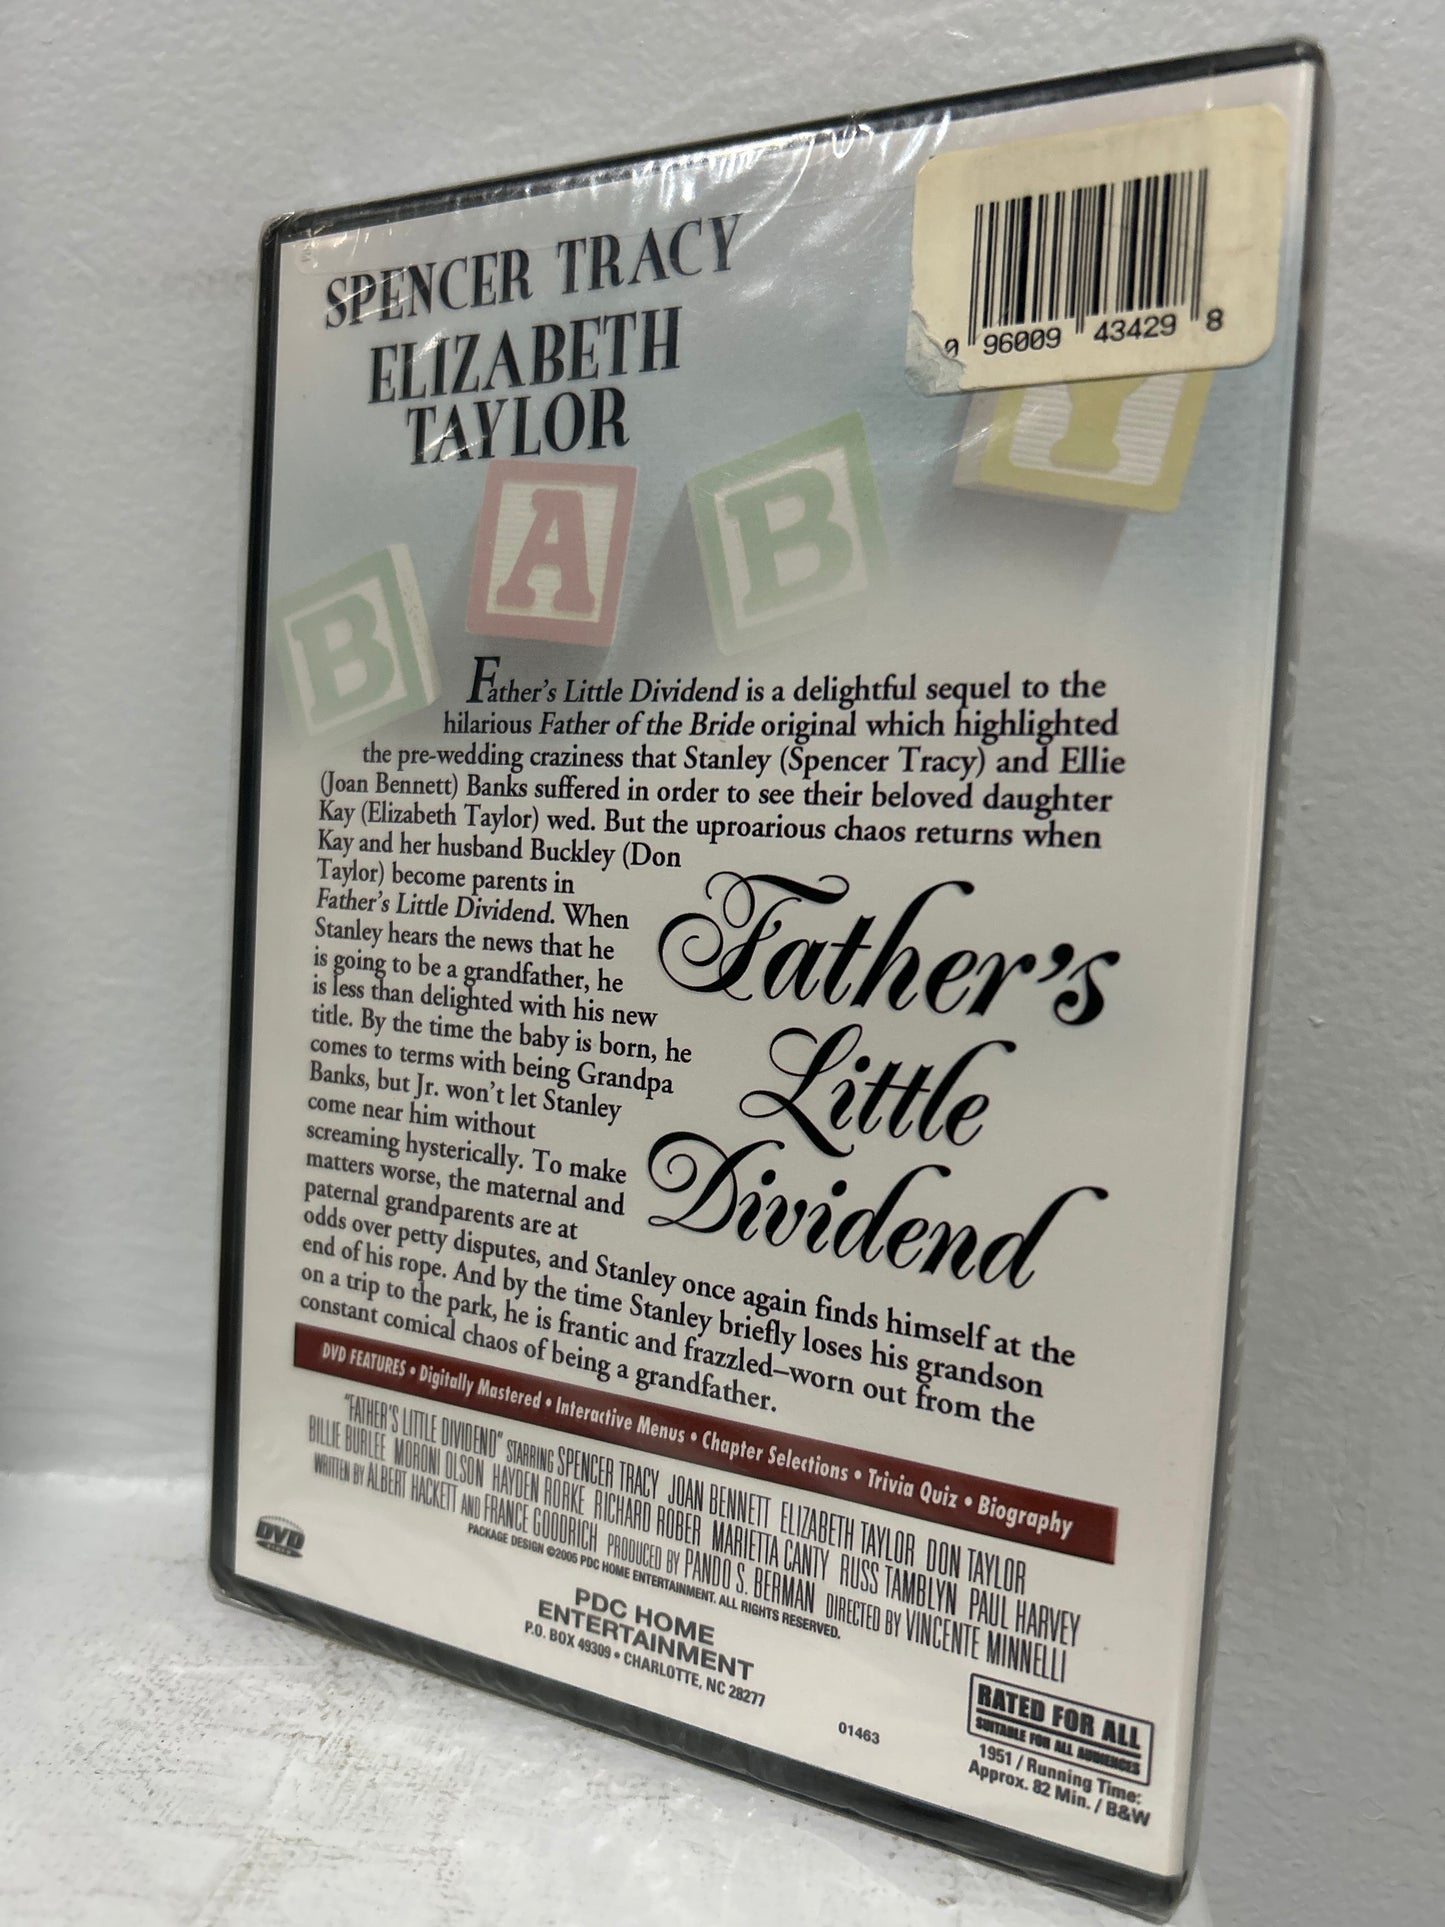 SPENCER TRACY
ELIZABETH
TAYLOR
0 96009 43429 8
B A B Y
Father's Little Dividend is a delightful sequel to the
hilarious Father of the Bride original which highlighted
the pre-wedding craziness that Stanley (Spencer Tracy) and Ellie
(Joan Bennett) Banks suffered in order to see their beloved daughter
Kay (Elizabeth Taylor) wed. But the uproarious chaos returns when
Kay and her husband Buckley (Don
Taylor) become parents in
Father's Little Dividend. When
Stanley hears the news that he
is going to be a grandfather, he
is less than delighted with his new
title. By the time the baby is born, he
comes to terms with being Grandpa
Banks, but Jr. won't let Stanley
come near him without
screaming hysterically. To make
matters worse, the maternal and
paternal grandparents are at
odds over petty disputes, and Stanley once again finds himself at the
end of his rope. And by the time Stanley briefly loses his grandson
on a trip to the park, he is frantic and frazzled–worn out from the
constant comical chaos of being a grandfather.
Father's
Little
Dividend
DVD FEATURES • Digitally Mastered • Interactive Menus • Chapter Selections • Trivia Quiz • Biography
"FATHER'S LITTLE DIVIDEND" STARRING SPENCER TRACY JOAN BENNETT ELIZABETH TAYLOR DON TAYLOR
BILLIE BURLEE MORONI OLSON HAYDEN RORKE RICHARD ROBER MARIETTA CANTY RUSS TAMBLYN PAUL HARVEY
WRITTEN BY ALBERT HACKETT AND FRANCE GOODRICH PRODUCED BY PANDO S. BERMAN DIRECTED BY VINCENTE MINNELLI
PACKAGE DESIGN ©2005 PDC HOME ENTERTAINMENT. ALL RIGHTS RESERVED.
DVD
VIDEO
PDC HOME
ENTERTAINMENT
P.O. BOX 49309 • CHARLOTTE, NC 28277
01463
RATED FOR ALL
SUITABLE FOR ALL AUDIENCES
1951 / Running Time:
Approx. 82 Min. / B&W